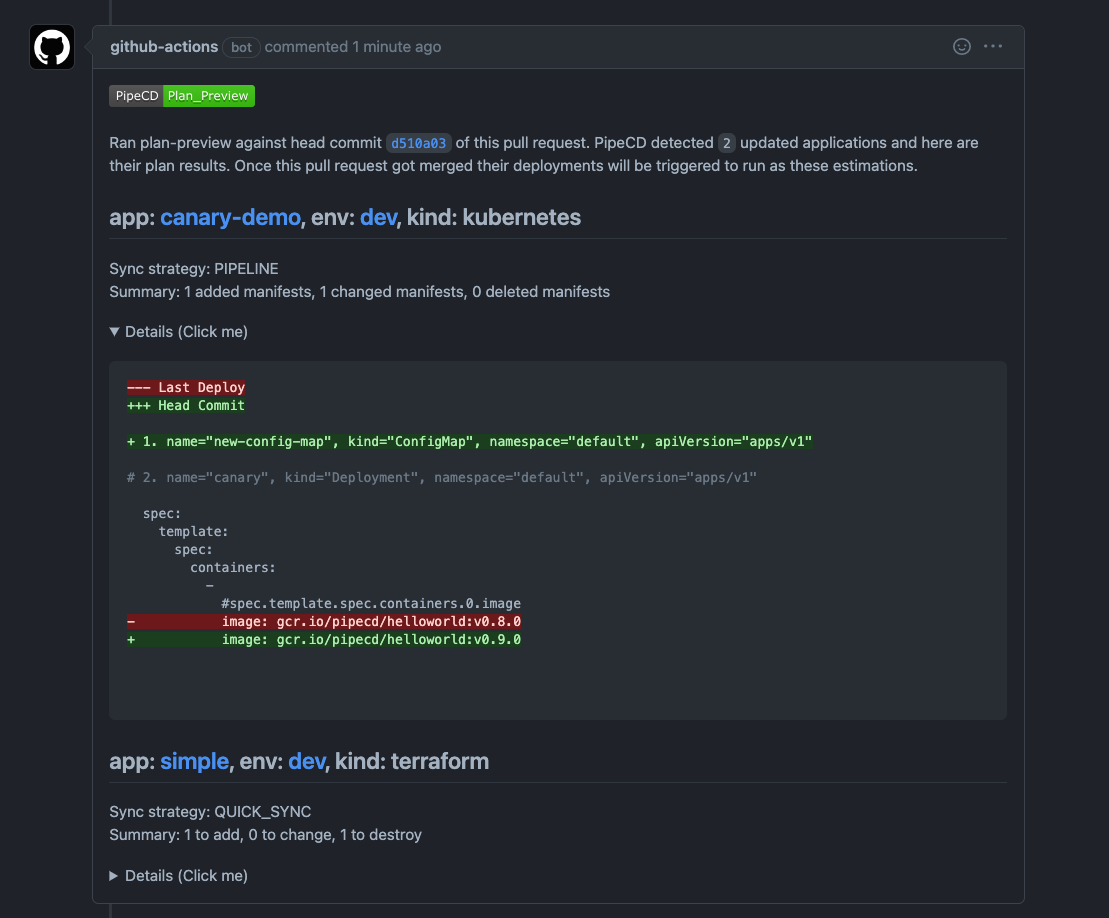 github-actions bot commented 1 minute ago
PipeCD Plan_Preview
Ran plan-preview against head commit d510a03 of this pull request. PipeCD detected 2 updated applications and here are
their plan results. Once this pull request got merged their deployments will be triggered to run as these estimations.
app: canary-demo, env: dev, kind: kubernetes
Sync strategy: PIPELINE
Summary: 1 added manifests, 1 changed manifests, 0 deleted manifests
▼ Details (Click me)
--- Last Deploy
+++ Head Commit
+ 1. name="new-config-map", kind="ConfigMap", namespace="default", apiVersion="apps/v1"
# 2. name="canary", kind="Deployment", namespace="default", apiVersion="apps/v1"
  spec:
    template:
      spec:
        containers:
          -
            #spec.template.spec.containers.0.image
-           image: gcr.io/pipecd/helloworld:v0.8.0
+           image: gcr.io/pipecd/helloworld:v0.9.0
app: simple, env: dev, kind: terraform
Sync strategy: QUICK_SYNC
Summary: 1 to add, 0 to change, 1 to destroy
▶ Details (Click me)